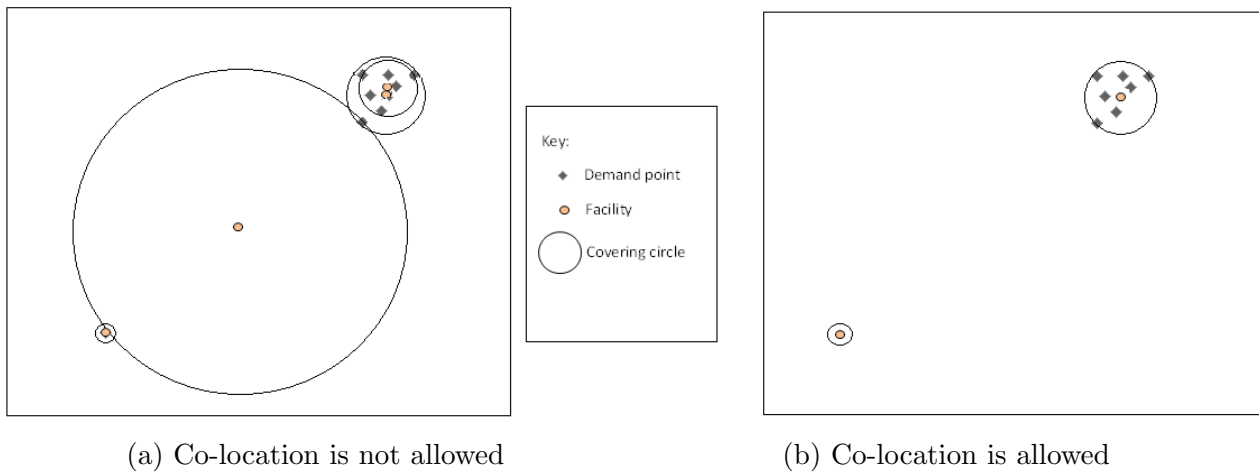 Key:
Demand point
Facility
Covering circle
(a) Co-location is not allowed
(b) Co-location is allowed